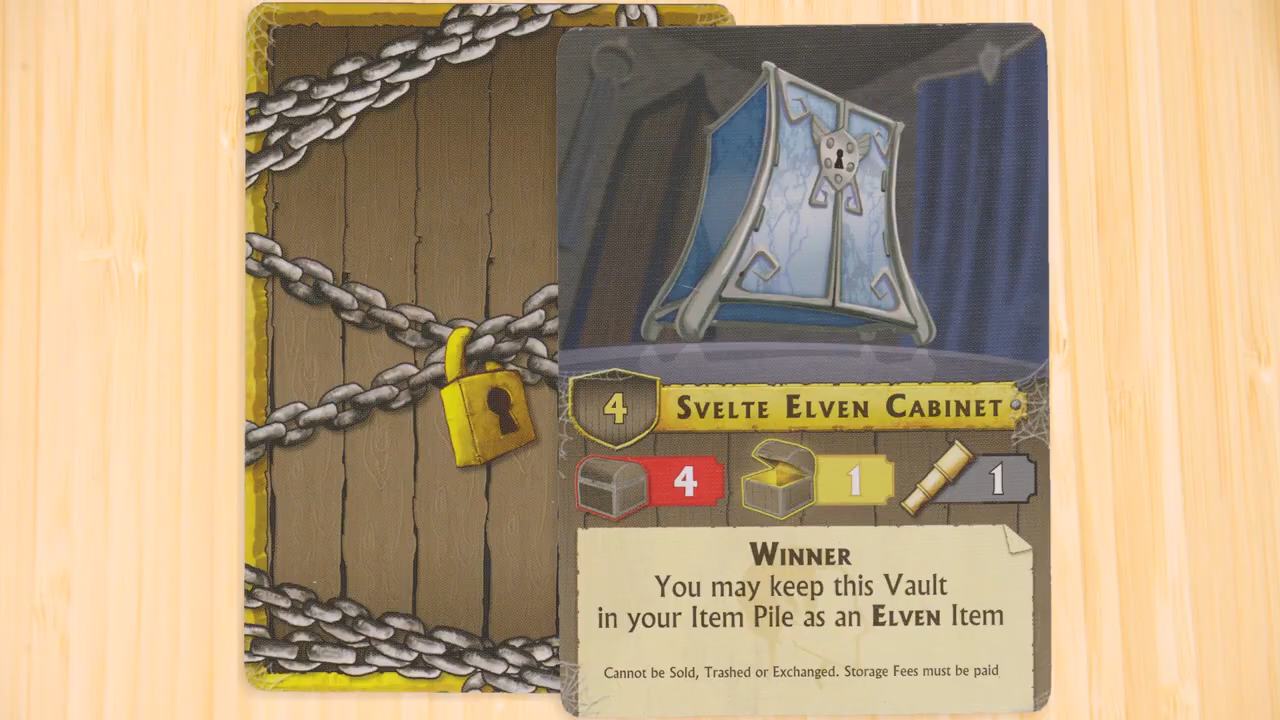 4 SVELTE ELVEN CABINET
4 1 1
WINNER
You may keep this Vault
in your Item Pile as an ELVEN Item
Cannot be Sold, Trashed or Exchanged. Storage Fees must be paid